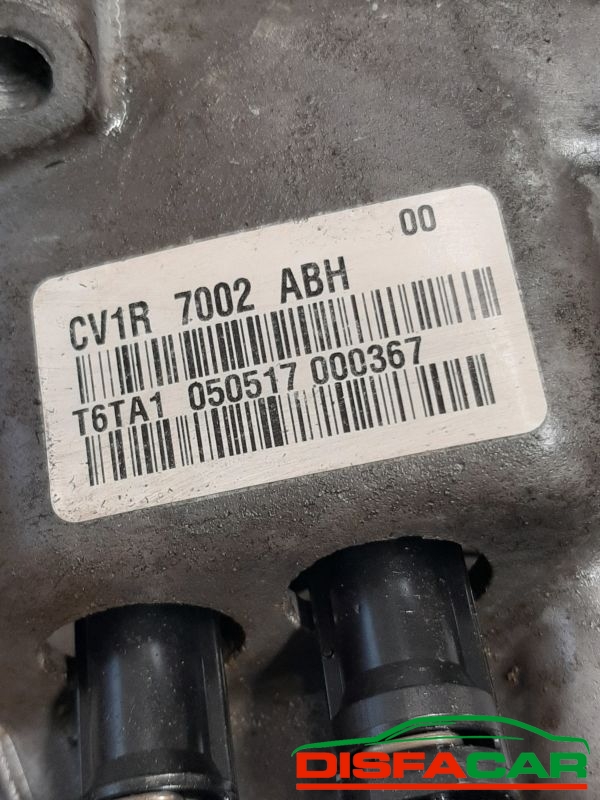 00
CV1R 7002 ABH
T6TA1 050517 000367
DISFACAR